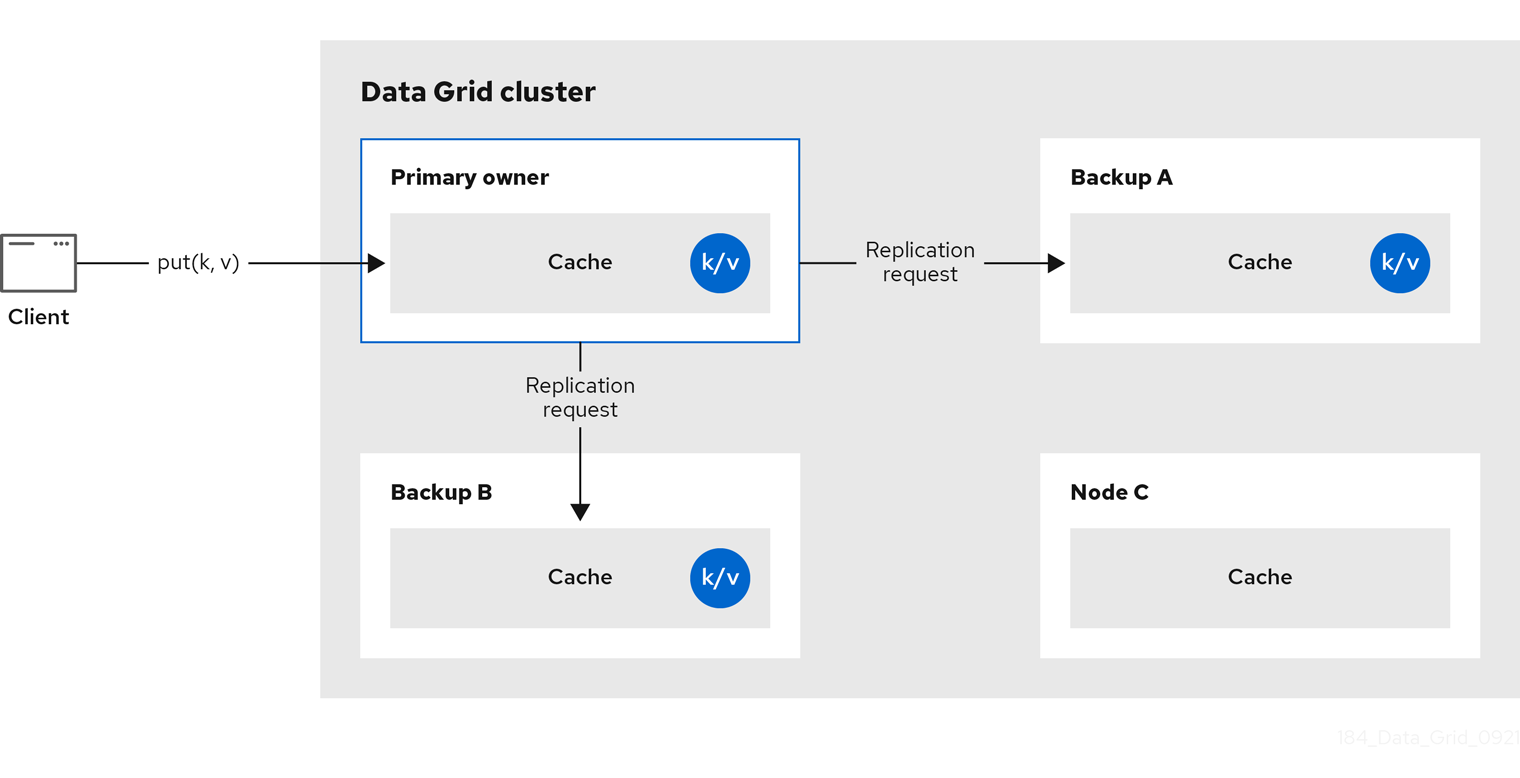 Data Grid cluster
Primary owner
Backup A
Cache
k/v
Replication
request
Cache
k/v
put(k, v)
Client
Replication
request
Backup B
Node C
Cache
k/v
Cache
184_Data_Grid_0921